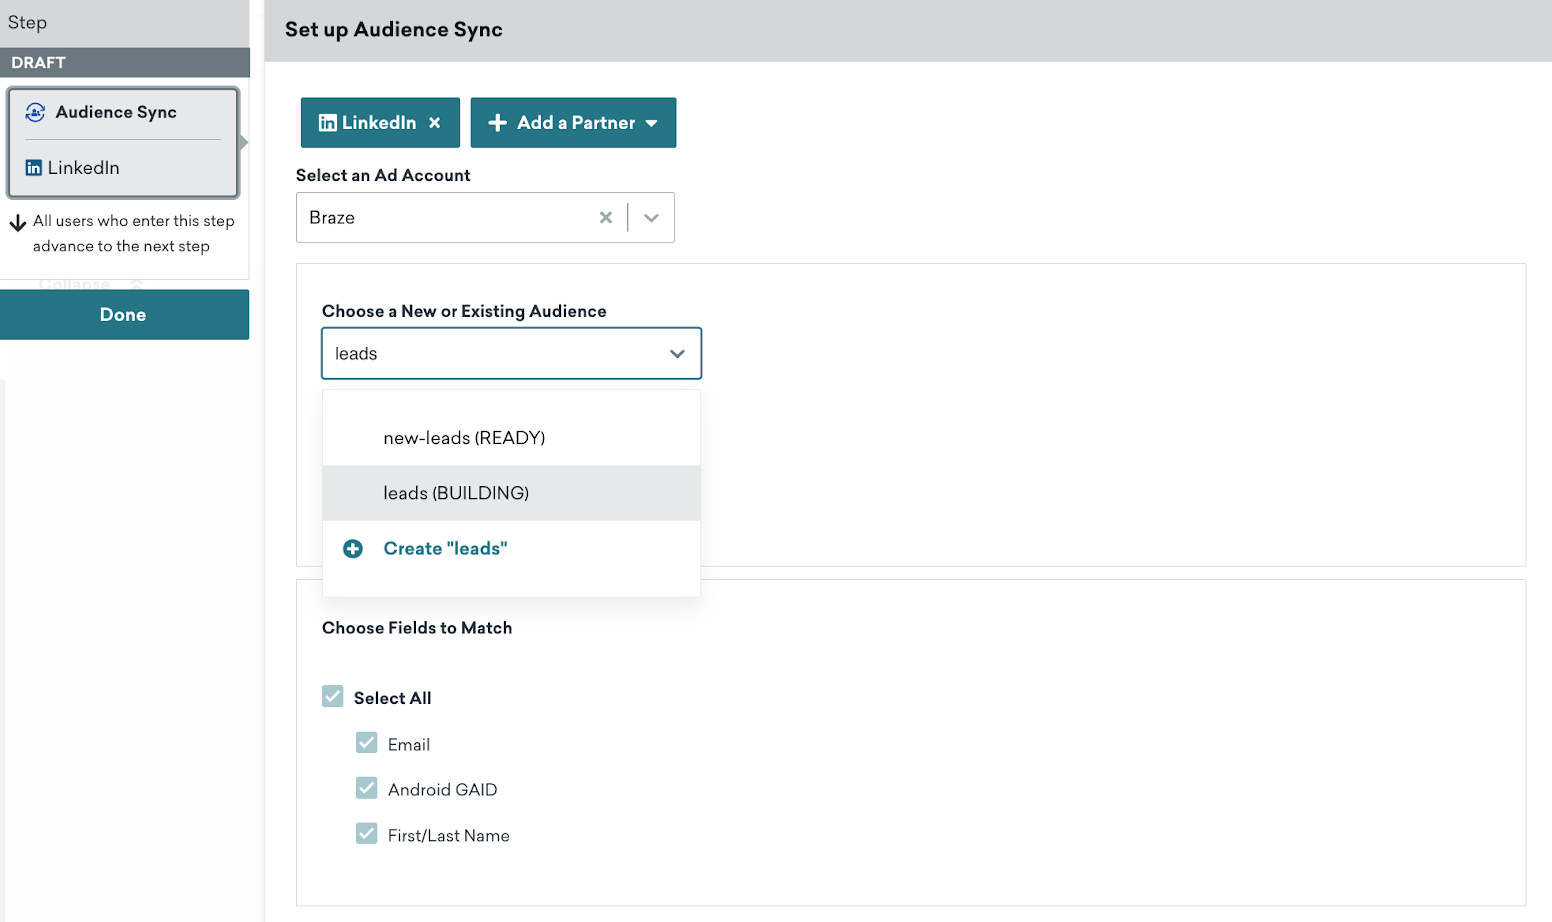 Step
DRAFT
Audience Sync
LinkedIn
All users who enter this step
advance to the next step
Collapse
Done
Set up Audience Sync
LinkedIn
Add a Partner
Select an Ad Account
Braze
Choose a New or Existing Audience
leads
new-leads (READY)
leads (BUILDING)
Create "leads"
Choose Fields to Match
Select All
Email
Android GAID
First/Last Name